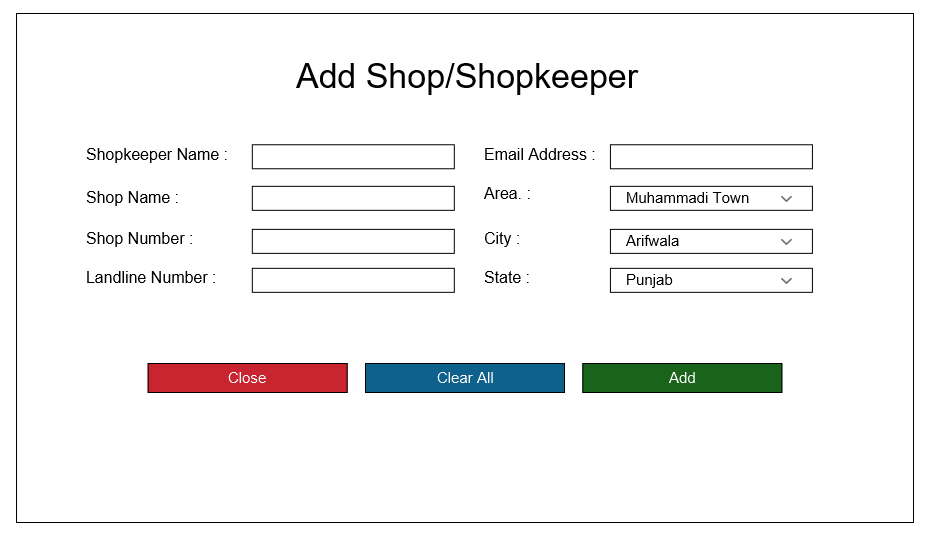 Add Shop/Shopkeeper
Shopkeeper Name :
Email Address :
Shop Name :
Area. :
Muhammadi Town
Shop Number :
City :
Arifwala
Landline Number :
State :
Punjab
Close
Clear All
Add